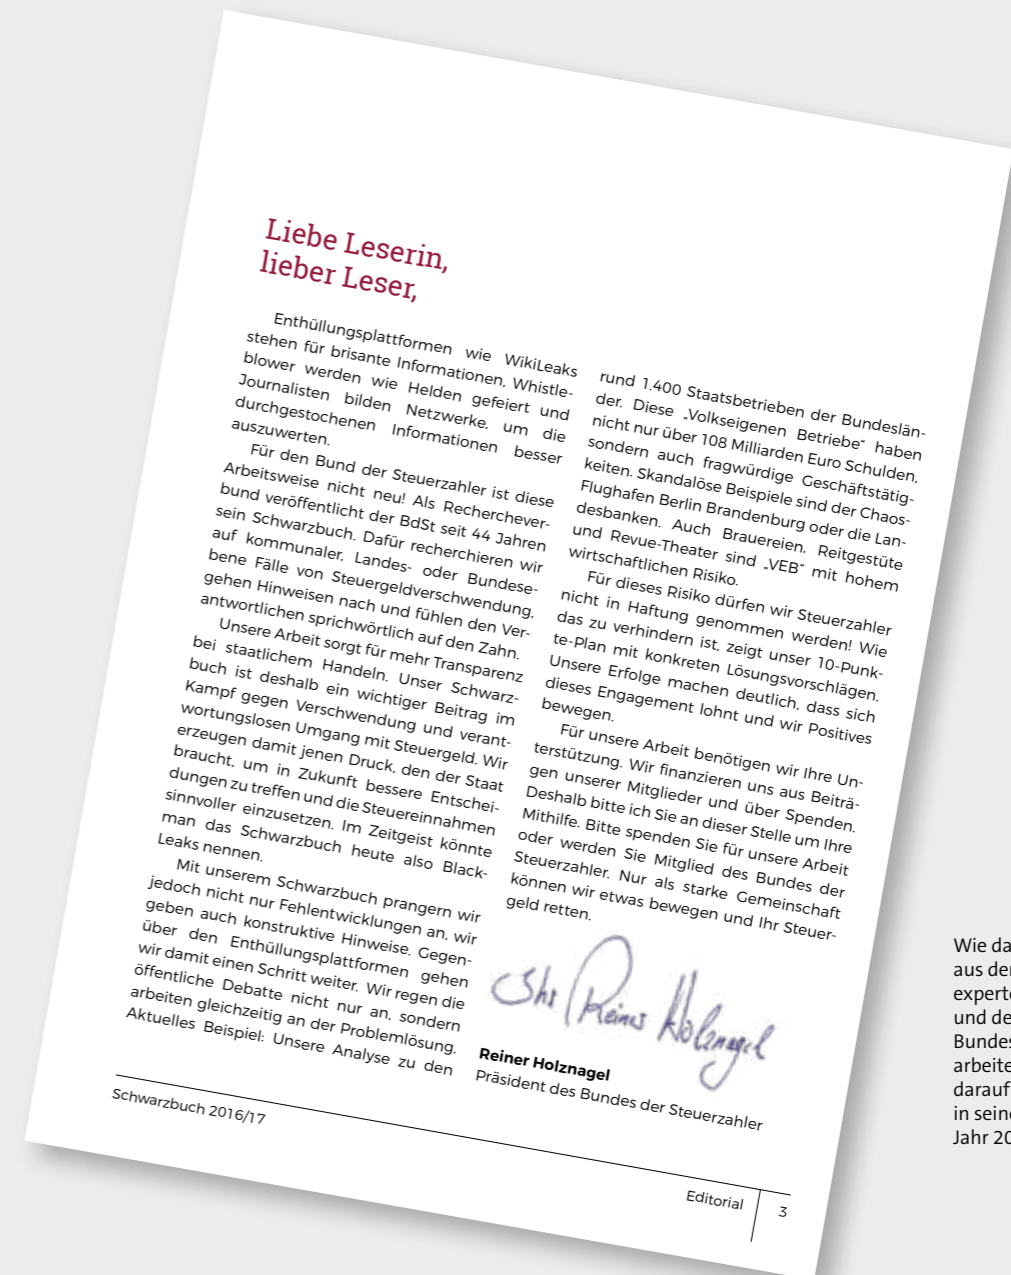 Liebe Leserin,
lieber Leser,
Enthüllungsplattformen wie WikiLeaks
stehen für brisante Informationen, Whistle-
blower werden wie Helden gefeiert und
Journalisten bilden Netzwerke, um die
durchgestochenen Informationen besser
auszuwerten.
Für den Bund der Steuerzahler ist diese
Arbeitsweise nicht neu! Als Rechercherver-
bund veröffentlicht der BdSt seit 44 Jahren
sein Schwarzbuch. Dafür recherchieren wir
auf kommunaler, Landes- oder Bundese-
bene Fälle von Steuergeldverschwendung,
gehen Hinweisen nach und fühlen den Ver-
antwortlichen sprichwörtlich auf den Zahn.
Unsere Arbeit sorgt für mehr Transparenz
bei staatlichem Handeln. Unser Schwarz-
buch ist deshalb ein wichtiger Beitrag im
Kampf gegen Verschwendung und verant-
wortungslosen Umgang mit Steuergeld. Wir
erzeugen damit jenen Druck, den der Staat
braucht, um in Zukunft bessere Entschei-
dungen zu treffen und die Steuereinnahmen
sinnvoller einzusetzen. Im Zeitgeist könnte
man das Schwarzbuch heute also Black-
Leaks nennen.
Mit unserem Schwarzbuch prangern wir
jedoch nicht nur Fehlentwicklungen an, wir
geben auch konstruktive Hinweise. Gegen-
über den Enthüllungsplattformen gehen
wir damit einen Schritt weiter. Wir regen die
öffentliche Debatte nicht nur an, sondern
arbeiten gleichzeitig an der Problemlösung.
Aktuelles Beispiel: Unsere Analyse zu den
rund 1.400 Staatsbetrieben der Bundeslän-
der. Diese „Volkseigenen Betriebe“ haben
nicht nur über 108 Milliarden Euro Schulden,
sondern auch fragwürdige Geschäftstätig-
keiten. Skandalöse Beispiele sind der Chaos-
Flughafen Berlin Brandenburg oder die Lan-
desbanken. Auch Brauereien, Reitgestüte
und Revue-Theater sind „VEB“ mit hohem
wirtschaftlichen Risiko.
Für dieses Risiko dürfen wir Steuerzahler
nicht in Haftung genommen werden! Wie
das zu verhindern ist, zeigt unser 10-Punk-
te-Plan mit konkreten Lösungsvorschlägen.
Unsere Erfolge machen deutlich, dass sich
dieses Engagement lohnt und wir Positives
bewegen.
Für unsere Arbeit benötigen wir Ihre Un-
terstützung. Wir finanzieren uns aus Beiträ-
gen unserer Mitglieder und über Spenden.
Deshalb bitte ich Sie an dieser Stelle um Ihre
Mithilfe. Bitte spenden Sie für unsere Arbeit
oder werden Sie Mitglied des Bundes der
Steuerzahler. Nur als starke Gemeinschaft
können wir etwas bewegen und Ihr Steuer-
geld retten.
Ihr Reiner Holznagel
Reiner Holznagel
Präsident des Bundes der Steuerzahler
Schwarzbuch 2016/17
Editorial 3
Wie da
aus der
experte
und de
Bundes
arbeite
darauf
in sein
Jahr 20